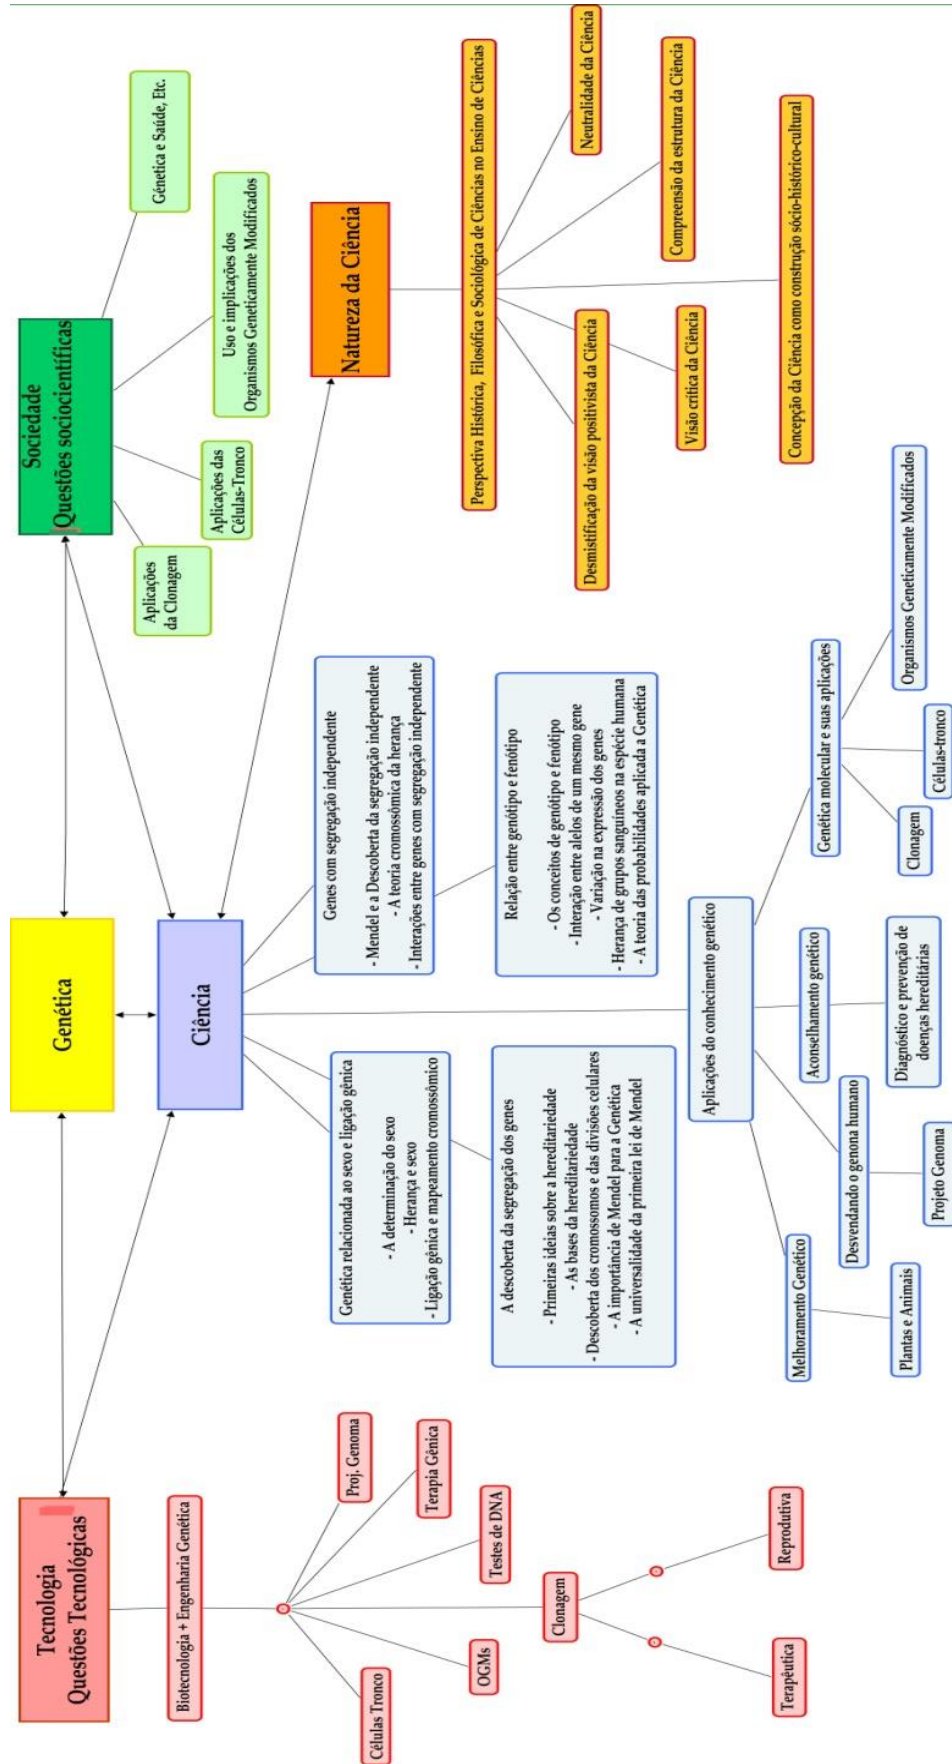 Genética
Tecnologia
Questões Tecnológicas
Sociedade
Questões sociocientíficas
Ciência
Natureza da Ciência
Biotecnologia + Engenharia Genética
Células Tronco
OGMs
Clonagem
Testes de DNA
Terapia Gênica
Proj. Genoma
Terapêutica
Reprodutiva
Genética relacionada ao sexo e ligação gênica
- A determinação do sexo
- Herança e sexo
- Ligação gênica e mapeamento cromossômico
A descoberta da segregação dos genes
- Primeiras ideias sobre a hereditariedade
- As bases da hereditariedade
- Descoberta dos cromossomos e das divisões celulares
- A importância de Mendel para a Genética
- A universalidade da primeira lei de Mendel
Genes com segregação independente
- Mendel e a Descoberta da segregação independente
- A teoria cromossômica da herança
- Interações entre genes com segregação independente
Relação entre genótipo e fenótipo
- Os conceitos de genótipo e fenótipo
- Interação entre alelos de um mesmo gene
- Variação na expressão dos genes
- Herança de grupos sanguíneos na espécie humana
- A teoria das probabilidades aplicada a Genética
Aplicações do conhecimento genético
Melhoramento Genético
Plantas e Animais
Desvendando o genona humano
Projeto Genoma
Aconselhamento genético
Diagnóstico e prevenção de
doenças hereditárias
Genética molecular e suas aplicações
Clonagem
Células-tronco
Organismos Geneticamente Modificados
Aplicações
da Clonagem
Aplicações das
Células-Tronco
Uso e implicações dos
Organismos Geneticamente Modificados
Génetica e Saúde, Etc.
Perspectiva Histórica, Filosófica e Sociológica de Ciências no Ensino de Ciências
Desmistificação da visão positivista da Ciência
Visão crítica da Ciência
Concepção da Ciência como construção sócio-histórico-cultural
Compreensão da estrutura da Ciência
Neutralidade da Ciência